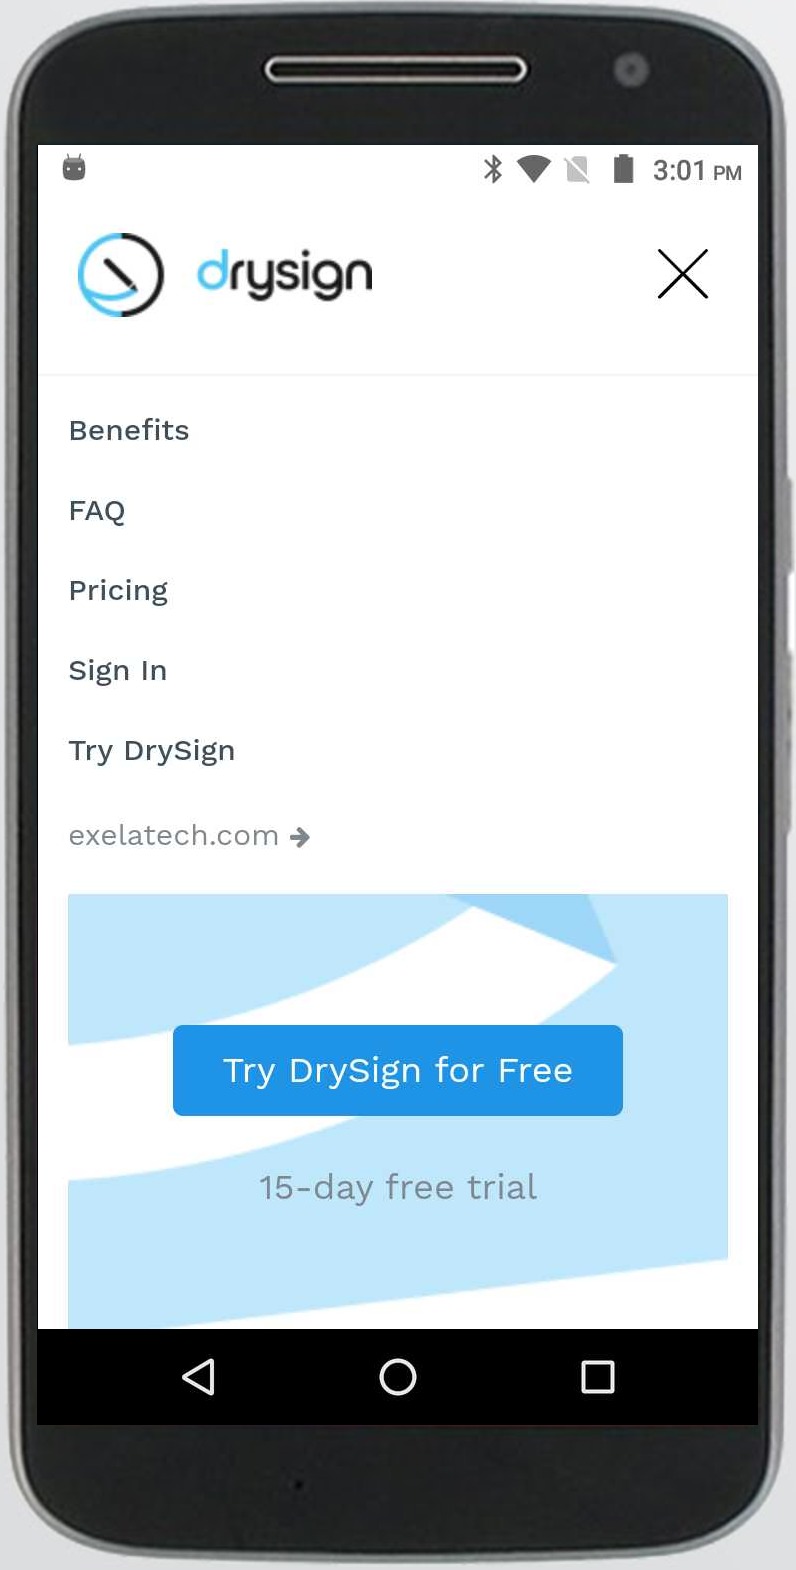 3:01 PM
drysign
Benefits
FAQ
Pricing
Sign In
Try DrySign
exelatech.com →
Try DrySign for Free
15-day free trial